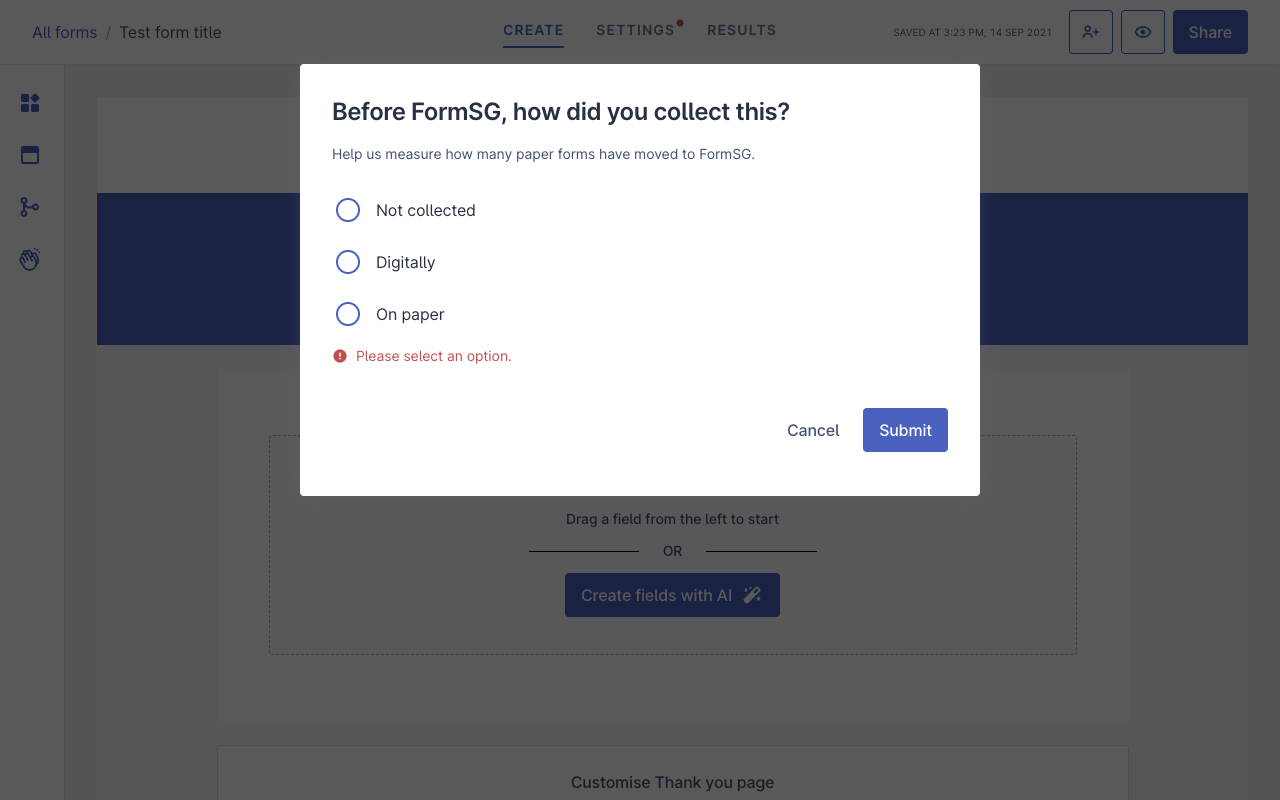 All forms / Test form title
CREATE SETTINGS RESULTS
SAVED AT 3:23 PM, 14 SEP 2021
Share
Before FormSG, how did you collect this?
Help us measure how many paper forms have moved to FormSG.
Not collected
Digitally
On paper
Please select an option.
Cancel Submit
Drag a field from the left to start
OR
Create fields with AI
Customise Thank you page